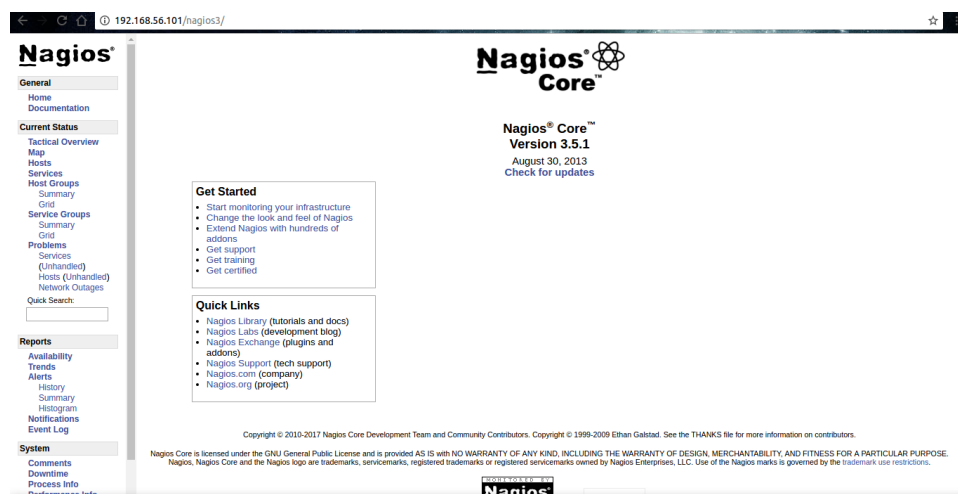 192.168.56.101/nagios3/
Nagios®
General
Home
Documentation
Current Status
Tactical Overview
Map
Hosts
Services
Host Groups
Summary
Grid
Service Groups
Summary
Grid
Problems
Services
(Unhandled)
Hosts (Unhandled)
Network Outages
Quick Search:
Reports
Availability
Trends
Alerts
History
Summary
Histogram
Notifications
Event Log
System
Comments
Downtime
Process Info
Performance Info
Nagios®
Core™
Nagios® Core™
Version 3.5.1
August 30, 2013
Check for updates
Get Started
• Start monitoring your infrastructure
• Change the look and feel of Nagios
• Extend Nagios with hundreds of
addons
• Get support
• Get training
• Get certified
Quick Links
• Nagios Library (tutorials and docs)
• Nagios Labs (development blog)
• Nagios Exchange (plugins and
addons)
• Nagios Support (tech support)
• Nagios.com (company)
• Nagios.org (project)
Copyright © 2010-2017 Nagios Core Development Team and Community Contributors. Copyright © 1999-2009 Ethan Galstad. See the THANKS file for more information on contributors.
Nagios Core is licensed under the GNU General Public License and is provided AS IS with NO WARRANTY OF ANY KIND, INCLUDING THE WARRANTY OF DESIGN, MERCHANTABILITY, AND FITNESS FOR A PARTICULAR PURPOSE.
Nagios, Nagios Core and the Nagios logo are trademarks, servicemarks, registered trademarks or registered servicemarks owned by Nagios Enterprises, LLC. Use of the Nagios marks is governed by the trademark use restrictions.
MONITORED BY
Nagios®